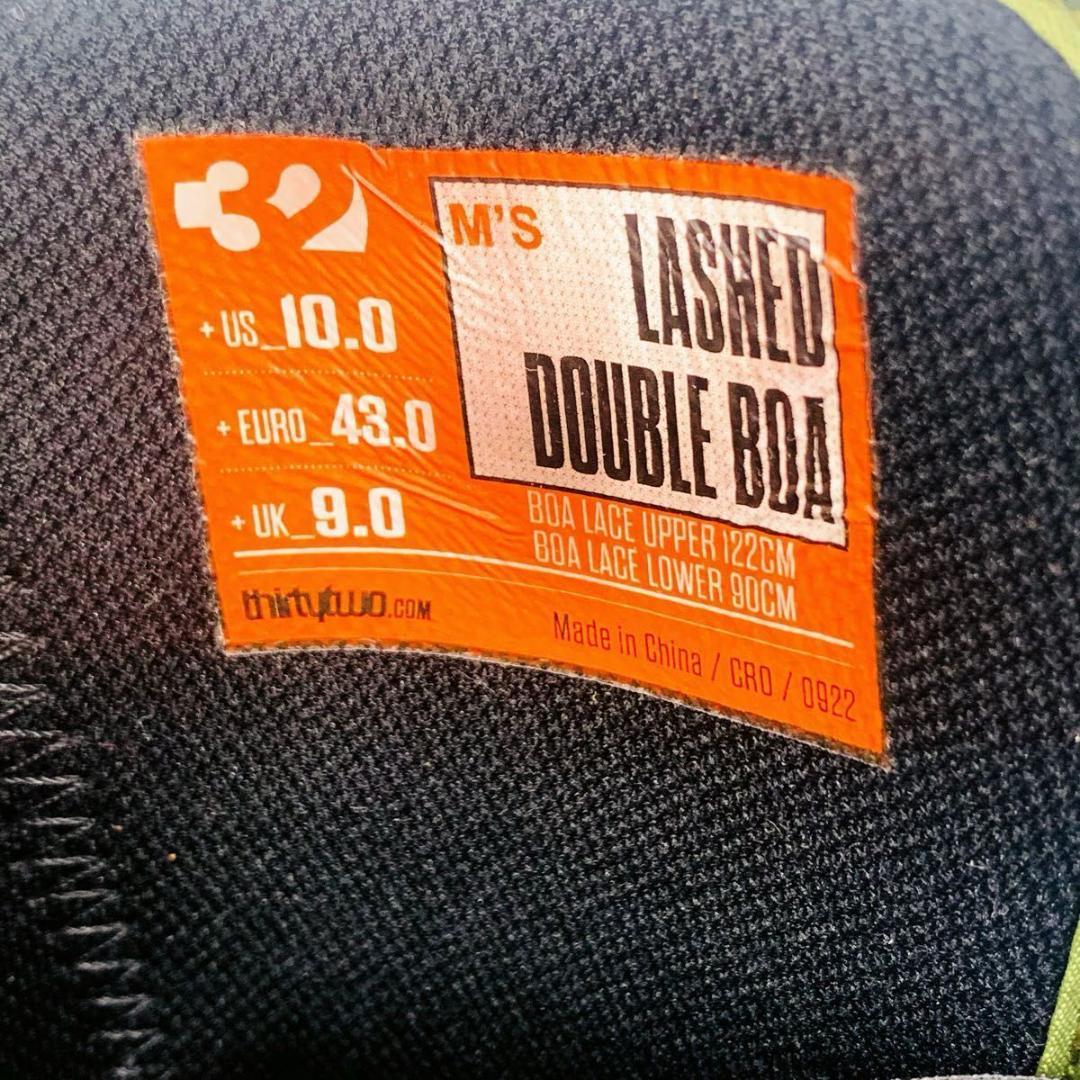 32
+ US_10.0
+ EURO_43.0
+ UK_9.0
M'S
LASHED
DOUBLE BOA
BOA LACE UPPER 122CM
BOA LACE LOWER 90CM
thirtytwo.COM
Made in China / CRO / 0922